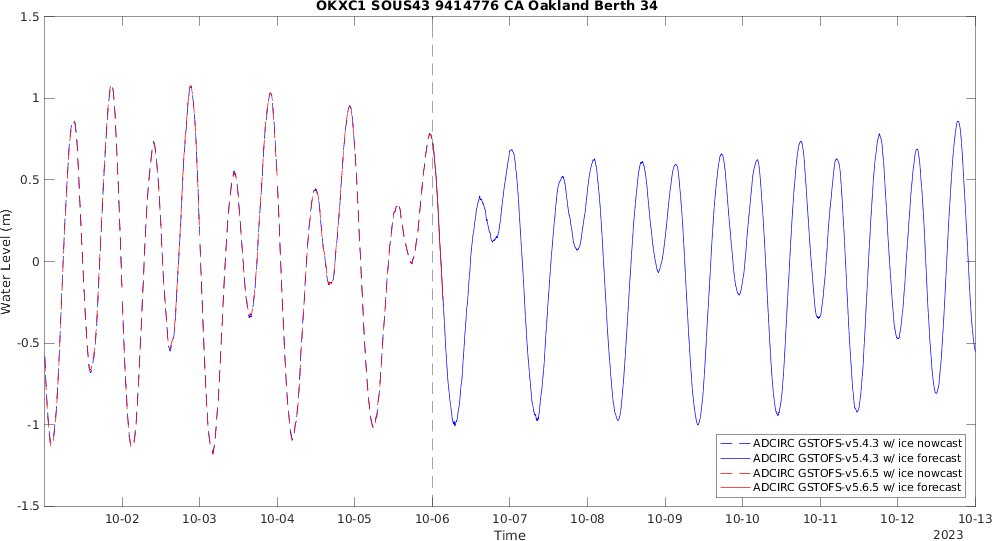 OKXC1 SOUS43 9414776 CA Oakland Berth 34
1.5
1
0.5
0
-0.5
-1
-1.5
Water Level (m)
10-02 10-03 10-04 10-05 10-06 10-07 10-08 10-09 10-10 10-11 10-12 10-13
Time
2023
ADCIRC GSTOFS-v5.4.3 w/ ice nowcast
ADCIRC GSTOFS-v5.4.3 w/ ice forecast
ADCIRC GSTOFS-v5.6.5 w/ ice nowcast
ADCIRC GSTOFS-v5.6.5 w/ ice forecast